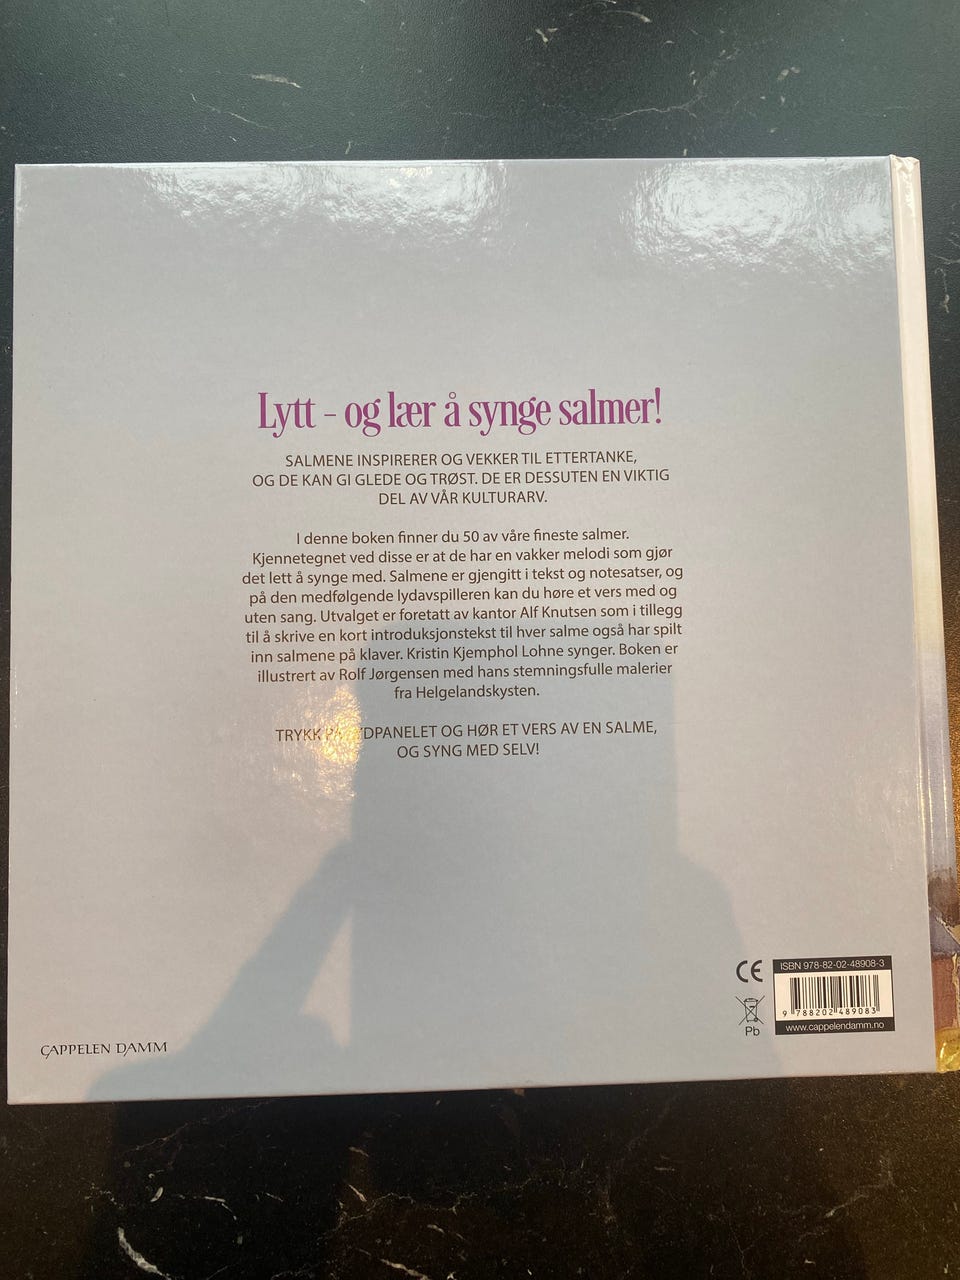 Lytt – og lær å synge salmer!
SALMENE INSPIRERER OG VEKKER TIL ETTERTANKE,
OG DE KAN GI GLEDE OG TRØST. DE ER DESSUTEN EN VIKTIG
DEL AV VÅR KULTURARV.
I denne boken finner du 50 av våre fineste salmer.
Kjennetegnet ved disse er at de har en vakker melodi som gjør
det lett å synge med. Salmene er gjengitt i tekst og notesatser, og
på den medfølgende lydavspilleren kan du høre et vers med og
uten sang. Utvalget er foretatt av kantor Alf Knutsen som i tillegg
til å skrive en kort introduksjonstekst til hver salme også har spilt
inn salmene på klaver. Kristin Kjemphol Lohne synger. Boken er
illustrert av Rolf Jørgensen med hans stemningsfulle malerier
fra Helgelandskysten.
TRYKK OG HØR ET VERS AV EN SALME,
OG SYNG MED SELV!
CE
ISBN 978-82-02-48908-3
9 788202 489083
www.cappelendamm.no
Pb
CAPPELEN DAMM